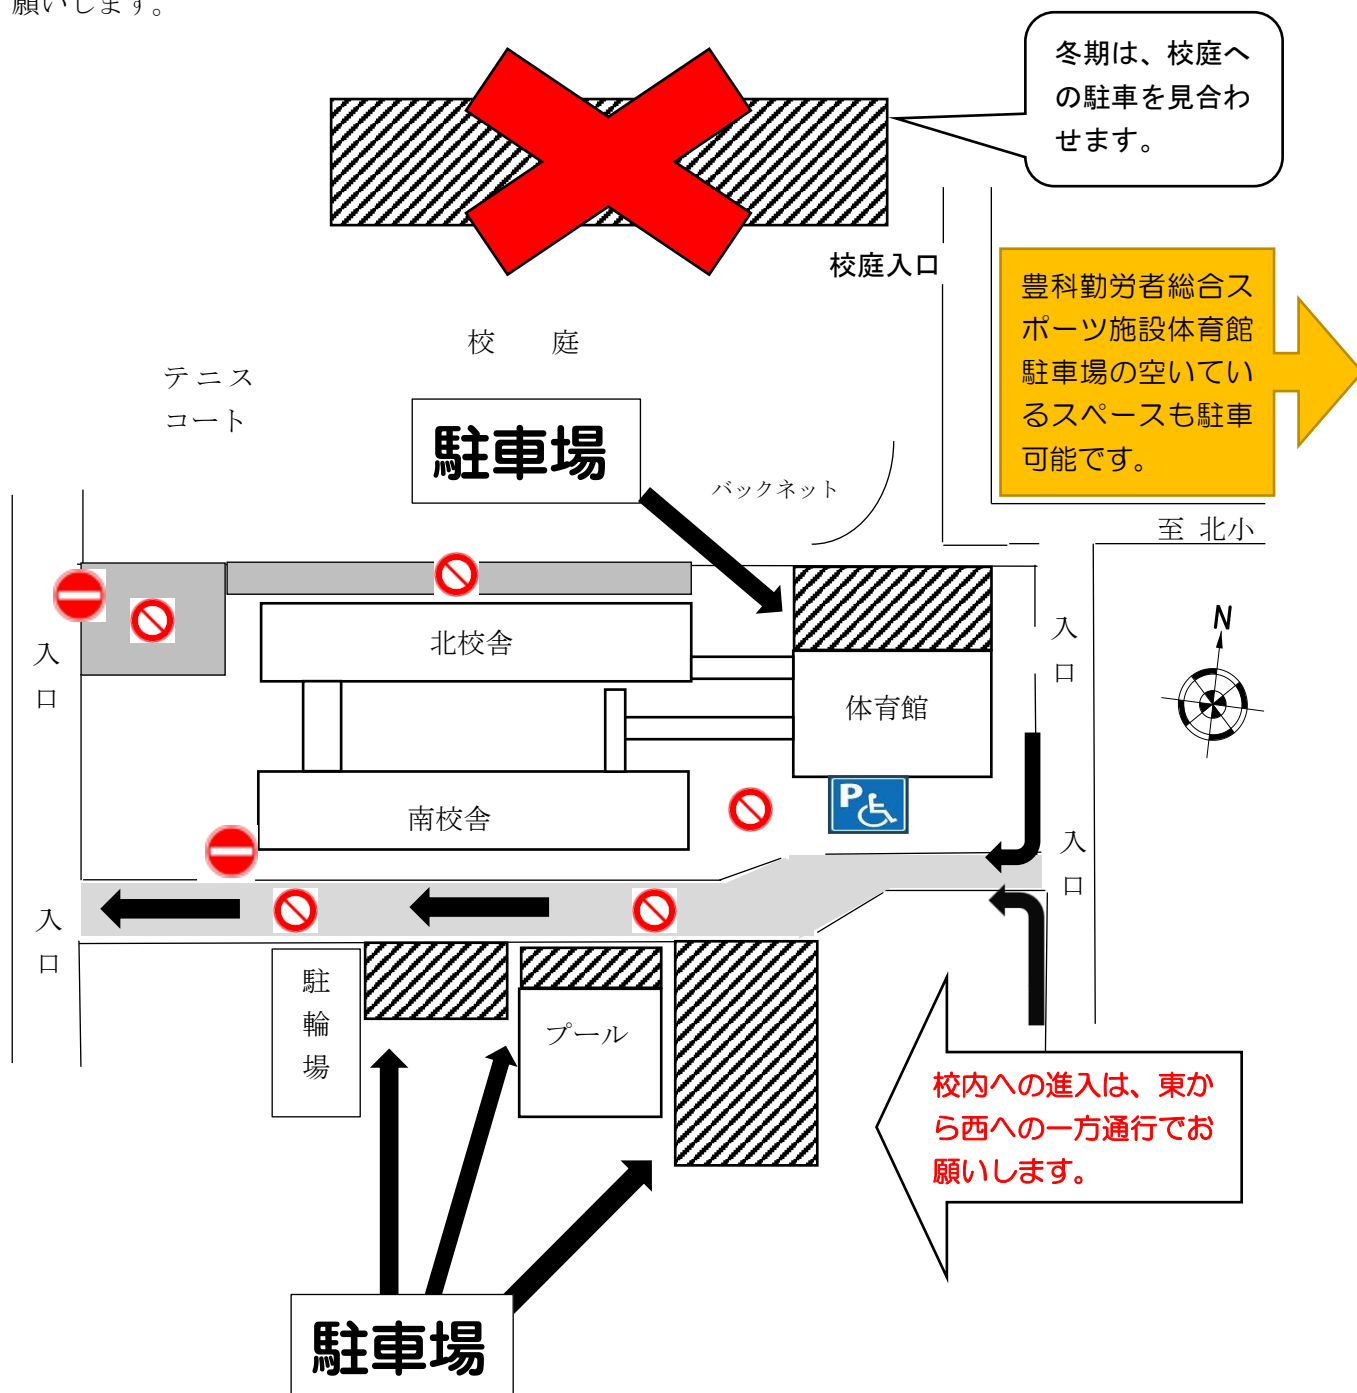 願いします。
冬期は、校庭へ
の駐車を見合わ
せます。
校庭入口
豊科勤労者総合ス
ポーツ施設体育館
駐車場の空いてい
るスペースも駐車
可能です。
校　庭
テニス
コート
駐車場
バックネット
至 北小
入口
北校舎
入口
N
体育館
P
南校舎
入口
入口
駐輪場
プール
校内への進入は、東か
ら西への一方通行でお
願いします。
駐車場